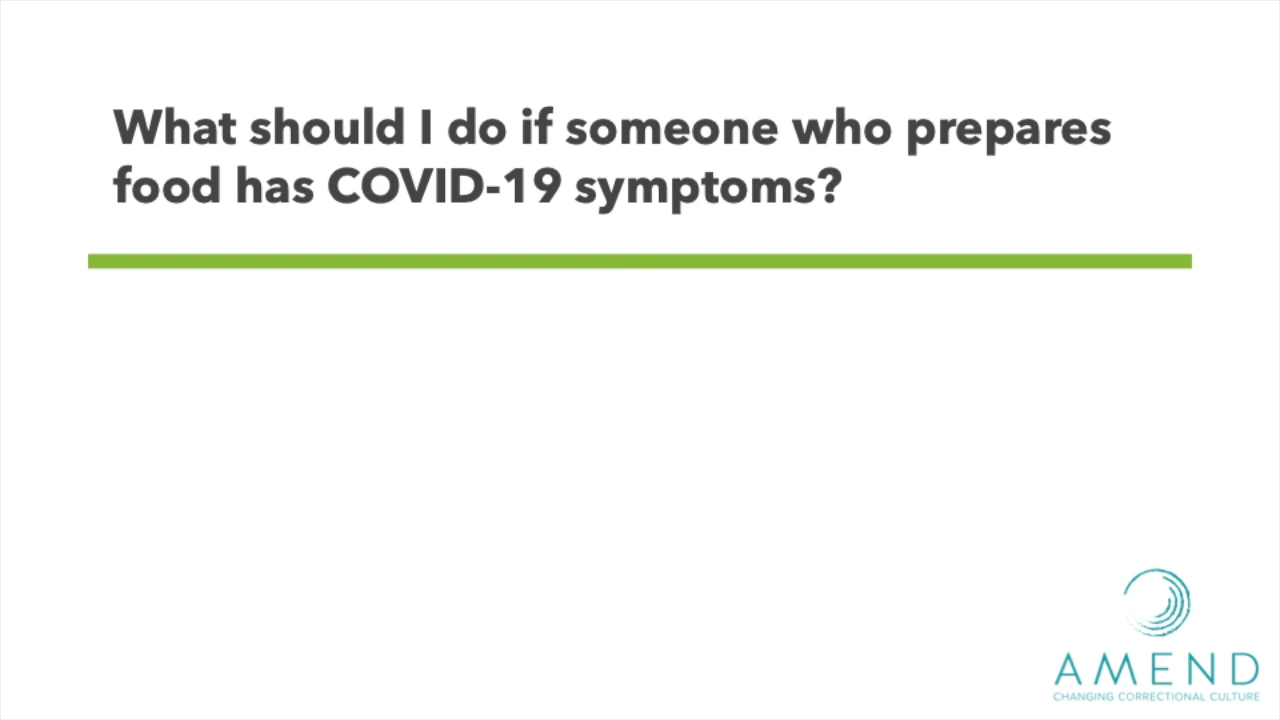 What should I do if someone who prepares
food has COVID-19 symptoms?
AMEND
CHANGING CORRECTIONAL CULTURE